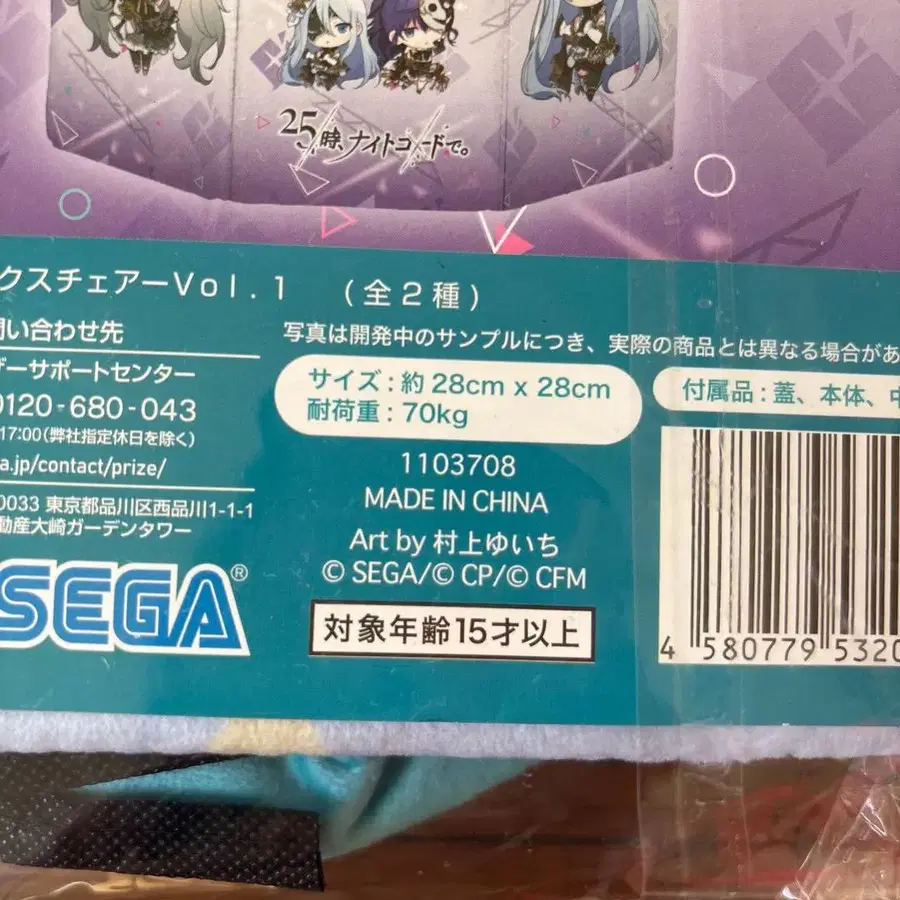 25時、ナイトコードで。
クスチェアーVol.1 (全2種)
問い合わせ先
ザーサポートセンター
0120-680-043
17:00(弊社指定休日を除く)
a.jp/contact/prize/
0033 東京都品川区西品川1-1-1
動産大崎ガーデンタワー
SEGA®
写真は開発中のサンプルにつき、実際の商品とは異なる場合があ
サイズ:約28cm x 28cm
耐荷重:70kg
付属品:蓋、本体、中
1103708
MADE IN CHINA
Art by 村上ゆいち
© SEGA/© CP/© CFM
対象年齢15才以上
4 580779 5320